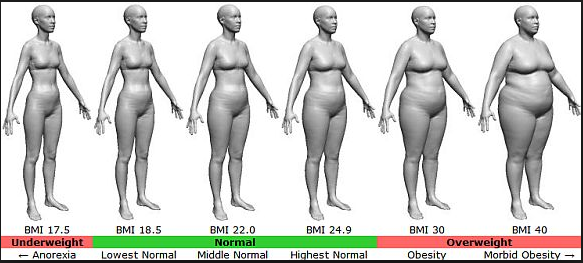 BMI 17.5 BMI 18.5 BMI 22.0 BMI 24.9 BMI 30 BMI 40
Underweight Normal Overweight
← Anorexia Lowest Normal Middle Normal Highest Normal Obesity Morbid Obesity →